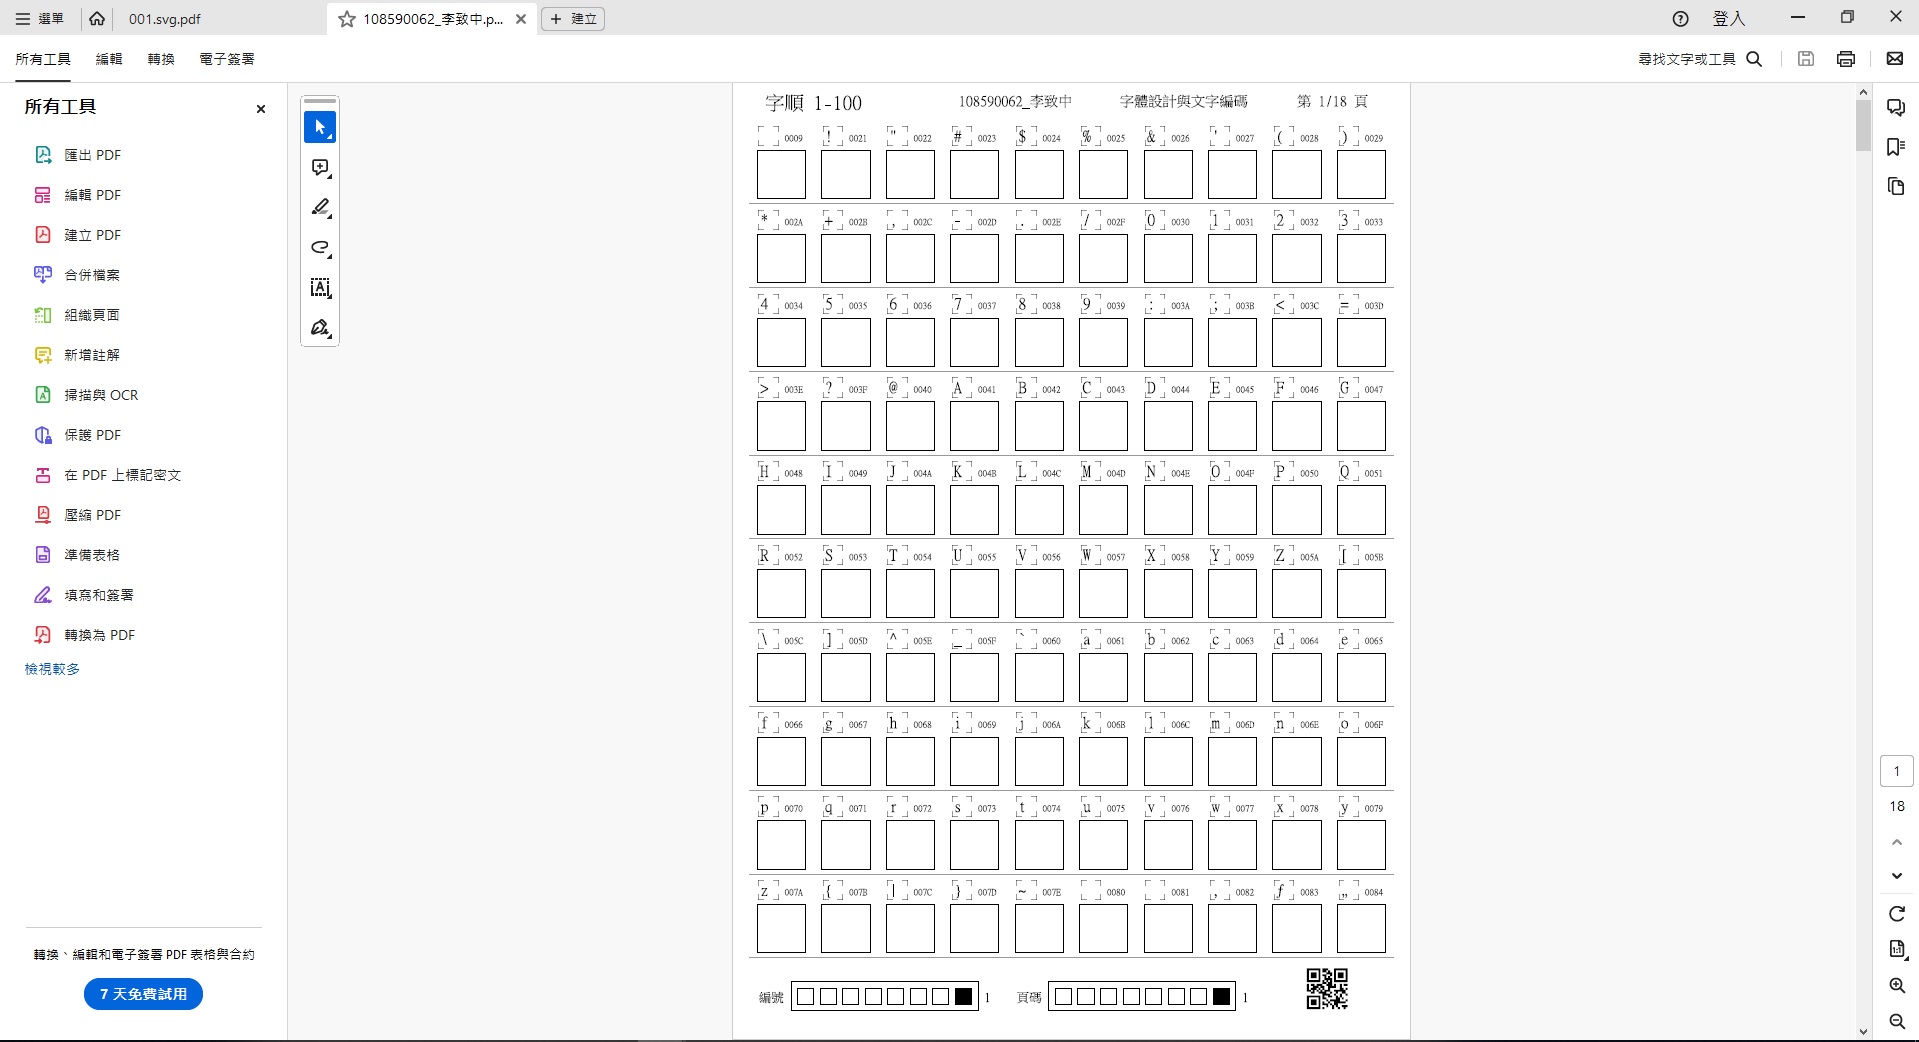 選單
001.svg.pdf
108590062_李致中.p...
建立
登入
所有工具
編輯
轉換
電子簽署
尋找文字或工具
所有工具
匯出 PDF
編輯 PDF
建立 PDF
合併檔案
組織頁面
新增註解
掃描與 OCR
保護 PDF
在 PDF 上標記密文
壓縮 PDF
準備表格
填寫和簽署
轉換為 PDF
檢視較多
轉換、編輯和電子簽署 PDF 表格與合約
7 天免費試用
字順 1-100 108590062_李致中 字體設計與文字編碼 第 1/18 頁
0009 ! 0021 " 0022 # 0023 $ 0024 % 0025 & 0026 ' 0027 ( 0028 ) 0029
* 002A + 002B , 002C - 002D . 002E / 002F 0 0030 1 0031 2 0032 3 0033
4 0034 5 0035 6 0036 7 0037 8 0038 9 0039 : 003A ; 003B < 003C = 003D
> 003E ? 003F @ 0040 A 0041 B 0042 C 0043 D 0044 E 0045 F 0046 G 0047
H 0048 I 0049 J 004A K 004B L 004C M 004D N 004E O 004F P 0050 Q 0051
R 0052 S 0053 T 0054 U 0055 V 0056 W 0057 X 0058 Y 0059 Z 005A [ 005B
\ 005C ] 005D ^ 005E _ 005F ` 0060 a 0061 b 0062 c 0063 d 0064 e 0065
f 0066 g 0067 h 0068 i 0069 j 006A k 006B l 006C m 006D n 006E o 006F
p 0070 q 0071 r 0072 s 0073 t 0074 u 0075 v 0076 w 0077 x 0078 y 0079
z 007A { 007B | 007C } 007D ~ 007E 0080 0081 ‚ 0082 ƒ 0083 „ 0084
編號 1 頁碼 1
1
18